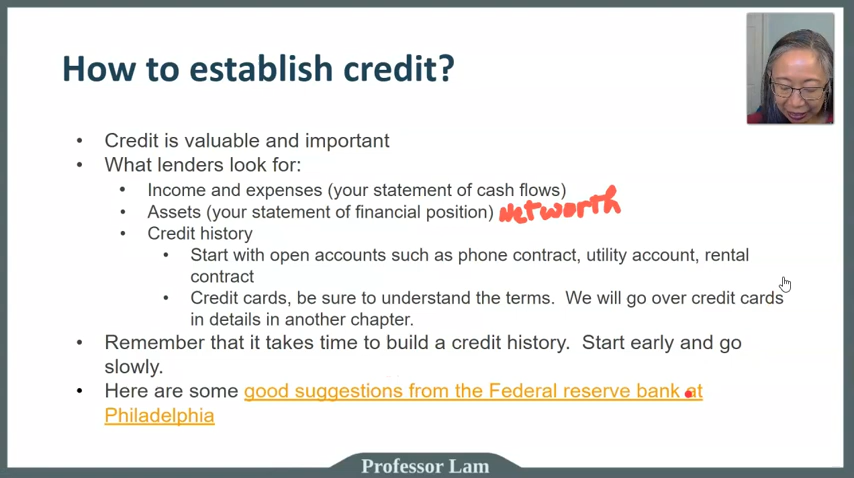 How to establish credit?
• Credit is valuable and important
• What lenders look for:
• Income and expenses (your statement of cash flows)
• Assets (your statement of financial position) Networth
• Credit history
• Start with open accounts such as phone contract, utility account, rental
contract
• Credit cards, be sure to understand the terms.  We will go over credit cards
in details in another chapter.
• Remember that it takes time to build a credit history.  Start early and go
slowly.
• Here are some good suggestions from the Federal reserve bank at
Philadelphia
Professor Lam